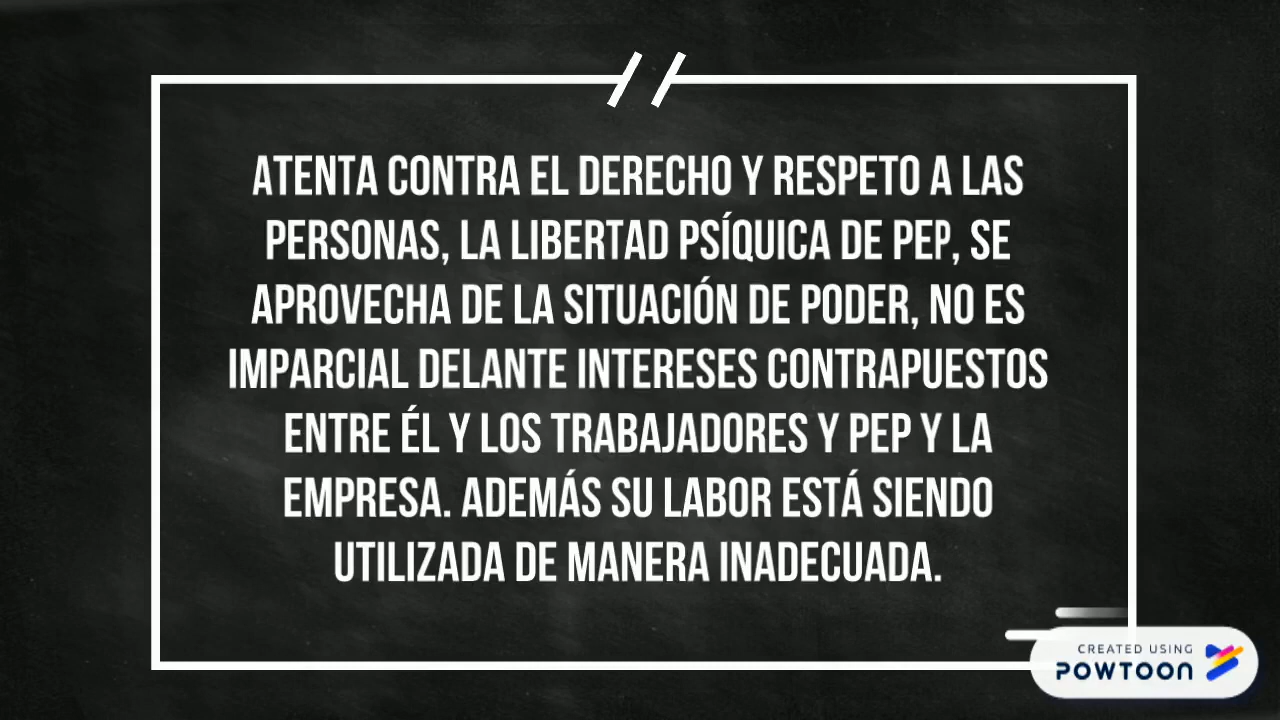 ATENTA CONTRA EL DERECHO Y RESPETO A LAS
PERSONAS, LA LIBERTAD PSÍQUICA DE PEP, SE
APROVECHA DE LA SITUACIÓN DE PODER, NO ES
IMPARCIAL DELANTE INTERESES CONTRAPUESTOS
ENTRE ÉL Y LOS TRABAJADORES Y PEP Y LA
EMPRESA. ADEMÁS SU LABOR ESTÁ SIENDO
UTILIZADA DE MANERA INADECUADA.
CREATED USING
POWTOON